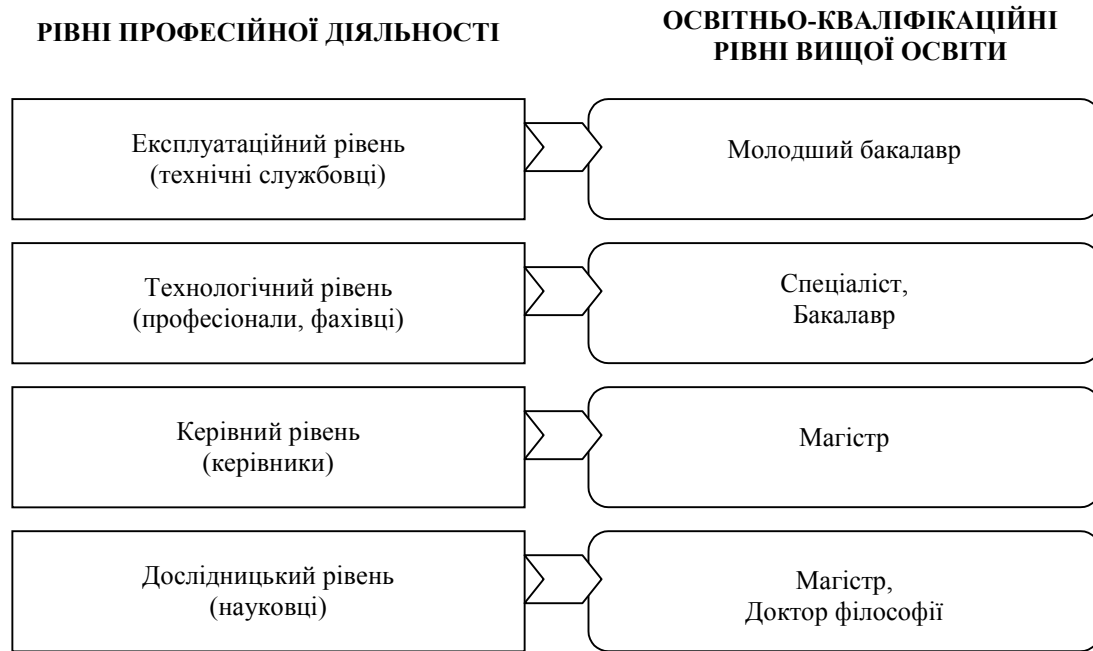 РІВНІ ПРОФЕСІЙНОЇ ДІЯЛЬНОСТІ
ОСВІТНЬО-КВАЛІФІКАЦІЙНІ
РІВНІ ВИЩОЇ ОСВІТИ
Експлуатаційний рівень
(технічні службовці)
Молодший бакалавр
Технологічний рівень
(професіонали, фахівці)
Спеціаліст,
Бакалавр
Керівний рівень
(керівники)
Магістр
Дослідницький рівень
(науковці)
Магістр,
Доктор філософії